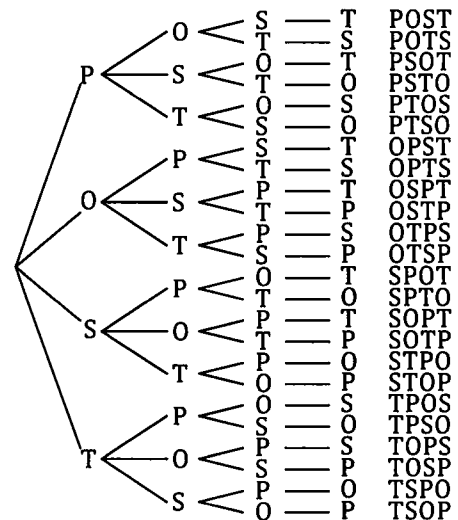 S T POST
O
T S POTS
O T PSOT
P S
T O PSTO
O S PTOS
T
S O PTSO
S T OPST
P
T S OPTS
P T OSPT
O S
T P OSTP
P S OTPS
T
S P OTSP
O T SPOT
P
T O SPTO
P T SOPT
S O
T P SOTP
P O STPO
T
O P STOP
O S TPOS
P
S O TPSO
P S TOPS
T O
S P TOSP
P O TSPO
S
O P TSOP